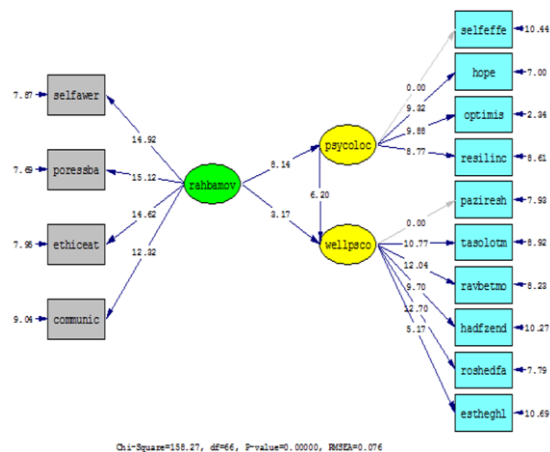 selfeffe
10.44
hope
7.00
optimis
2.34
resilinc
8.61
paziresh
7.93
tasolotm
8.92
ravbetmo
8.23
hadfzend
10.27
roshedfa
7.79
estheghl
10.69
7.87
selfawer
7.69
poressba
7.95
ethiceat
9.04
communic
14.92
15.12
14.62
12.32
rahbamov
8.14
3.17
psycoloc
6.20
wellpsco
0.00
9.32
9.88
8.77
0.00
10.77
12.04
9.70
12.70
5.17
Chi-Square=158.27, df=66, P-value=0.00000, RMSEA=0.076